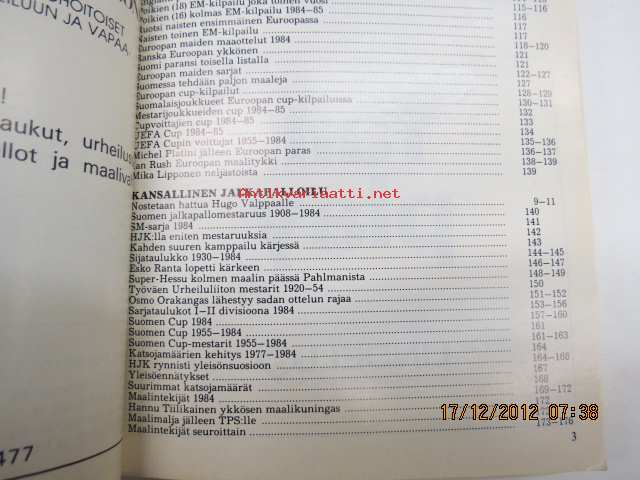 UOHOITOISET
EILUUN JA VAPAA-
!
aukut, urheilu
llot ja maaliva
477
Poikien (16) kolmas EM-kilpailu 1984-85
Ruotsi naisten ensimmäinen Euroopassa
Naisten toinen EM-kilpailu
Euroopan maiden maaottelut 1984
Ranska Euroopan ykkönen
Suomi paransi toisella listalla
Euroopan maiden sarjat
Suomessa tehdään paljon maaleja
Euroopan cup-kilpailut
Suomalaisjoukkueet Euroopan cup-kilpailuissa
Mestarijoukkueiden cup 1984-85
Cupvoittajien cup 1984-85
UEFA Cup 1984-85
UEFA Cupin voittajat 1955-1984
Michel Platini jälleen Euroopan paras
Ian Rush Euroopan maalitykki
Mika Lipponen neljästoista
115-116
116
117
117
118-120
121
121
122-127
127
128-129
130-131
132
133
134
135-136
136-137
138-139
139
KANSALLINEN JALKAPALLOILU
Nostetaan hattua Hugo Valppaalle 9-11
Suomen jalkapallomestaruus 1908-1984 140
SM-sarja 1984 141
HJK:lla eniten mestaruuksia 142
Kahden suuren kamppailu kärjessä 143
Sijataulukko 1930-1984 144-145
Esko Ranta lopetti kärkeen 146-147
Super-Hessu kolmen maalin päässä Pahlmanista 148-149
Työväen Urheiluliiton mestarit 1920-54 150
Osmo Orakangas lähestyy sadan ottelun rajaa 151-152
Sarjataulukot I-II divisioona 1984 153-156
Suomen Cup 1984 157-160
Suomen Cup 1955-1984 161
Suomen Cup-mestarit 1955-1984 161-163
Katsojamäärien kehitys 1977-1984 164
HJK rynnisti yleisönsuosioon 164-166
Yleisöennätykset 167
Suurimmat katsojamäärät 168
Maalintekijät 1984 169-172
Hannu Tiilikainen ykkösen maalikuningas 172
Maalimalja jälleen TPS:lle
Maalintekijät seuroittain 173-176
3
Antikvariaatti.net
17/12/2012 07:38